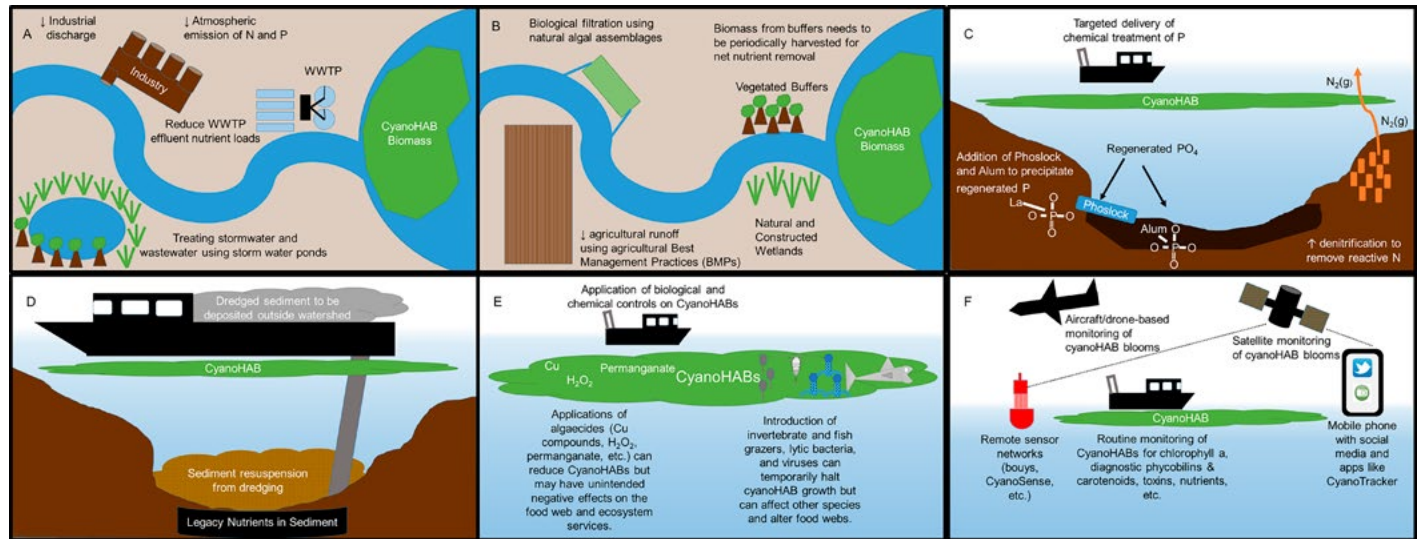 A
↓ Industrial
discharge
↓ Atmospheric
emission of N and P
Industry
WWTP
Reduce WWTP
effluent nutrient loads
CyanoHAB
Biomass
Treating stormwater and
wastewater using storm water ponds
B
Biological filtration using
natural algal assemblages
Biomass from buffers needs to
be periodically harvested for
net nutrient removal
Vegetated Buffers
CyanoHAB
Biomass
↓ agricultural runoff
using agricultural Best
Management Practices (BMPs)
Natural and
Constructed
Wetlands
C
Targeted delivery of
chemical treatment of P
N₂(g)
CyanoHAB
N₂(g)
Addition of Phoslock
and Alum to precipitate
regenerated P
Regenerated PO₄
La
O
O P O
O
Phoslock
Alum
O
O P O
O
↑ denitrification to
remove reactive N
D
Dredged sediment to be
deposited outside watershed
CyanoHAB
Sediment resuspension
from dredging
Legacy Nutrients in Sediment
E
Application of biological and
chemical controls on CyanoHABs
Cu
H₂O₂
Permanganate
CyanoHABs
Applications of
algaecides (Cu
compounds, H₂O₂,
permanganate, etc.) can
reduce CyanoHABs but
may have unintended
negative effects on the
food web and ecosystem
services.
Introduction of
invertebrate and fish
grazers, lytic bacteria,
and viruses can
temporarily halt
cyanoHAB growth but
can affect other species
and alter food webs.
F
Aircraft/drone-based
monitoring of
cyanoHAB blooms
Satellite monitoring
of cyanoHAB blooms
CyanoHAB
Remote sensor
networks
(bouys,
CyanoSense,
etc.)
Routine monitoring of
CyanoHABs for chlorophyll a,
diagnostic phycobilins &
carotenoids, toxins, nutrients,
etc.
Mobile phone
with social
media and
apps like
CyanoTracker